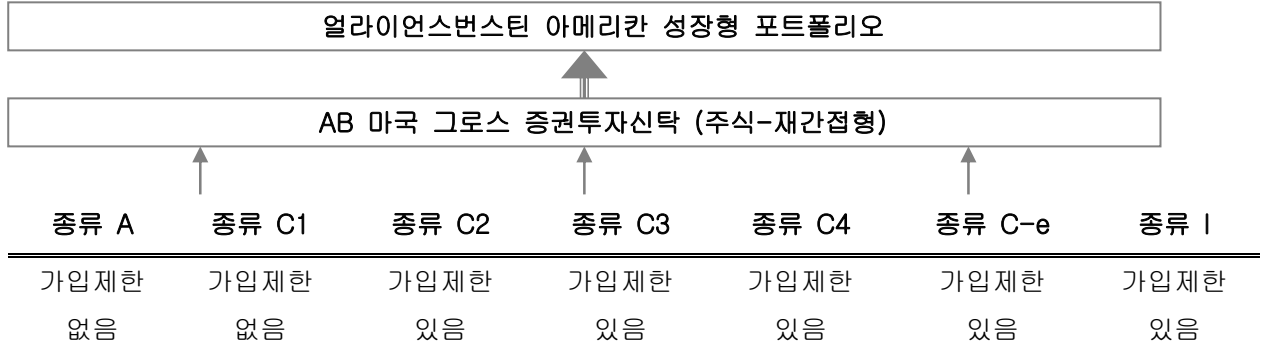 얼라이언스번스틴 아메리칸 성장형 포트폴리오
AB 마국 그로스 증권투자신탁 (주식-재간접형)
종류 A 종류 C1 종류 C2 종류 C3 종류 C4 종류 C-e 종류 I
가입제한 가입제한 가입제한 가입제한 가입제한 가입제한 가입제한
없음 없음 있음 있음 있음 있음 있음